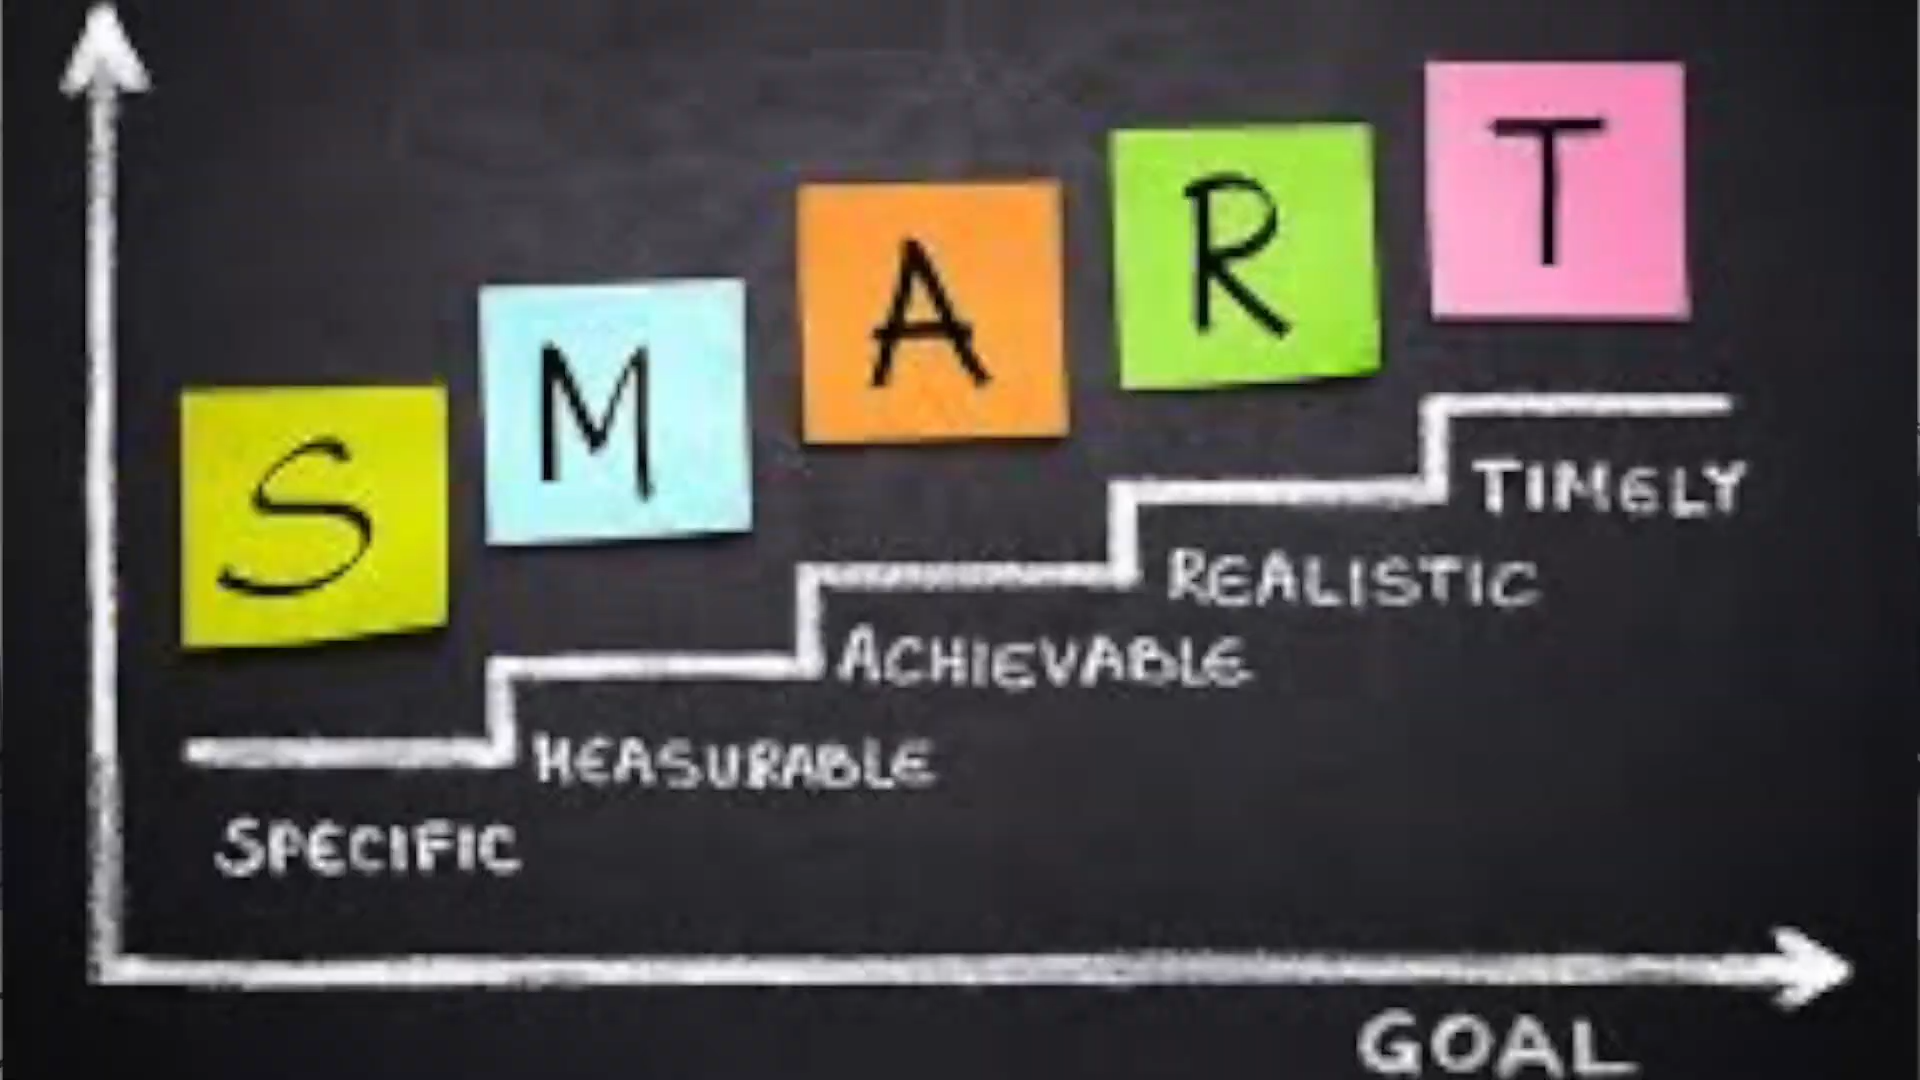 S M A R T
SPECIFIC
MEASURABLE
ACHIEVABLE
REALISTIC
TIMELY
GOAL